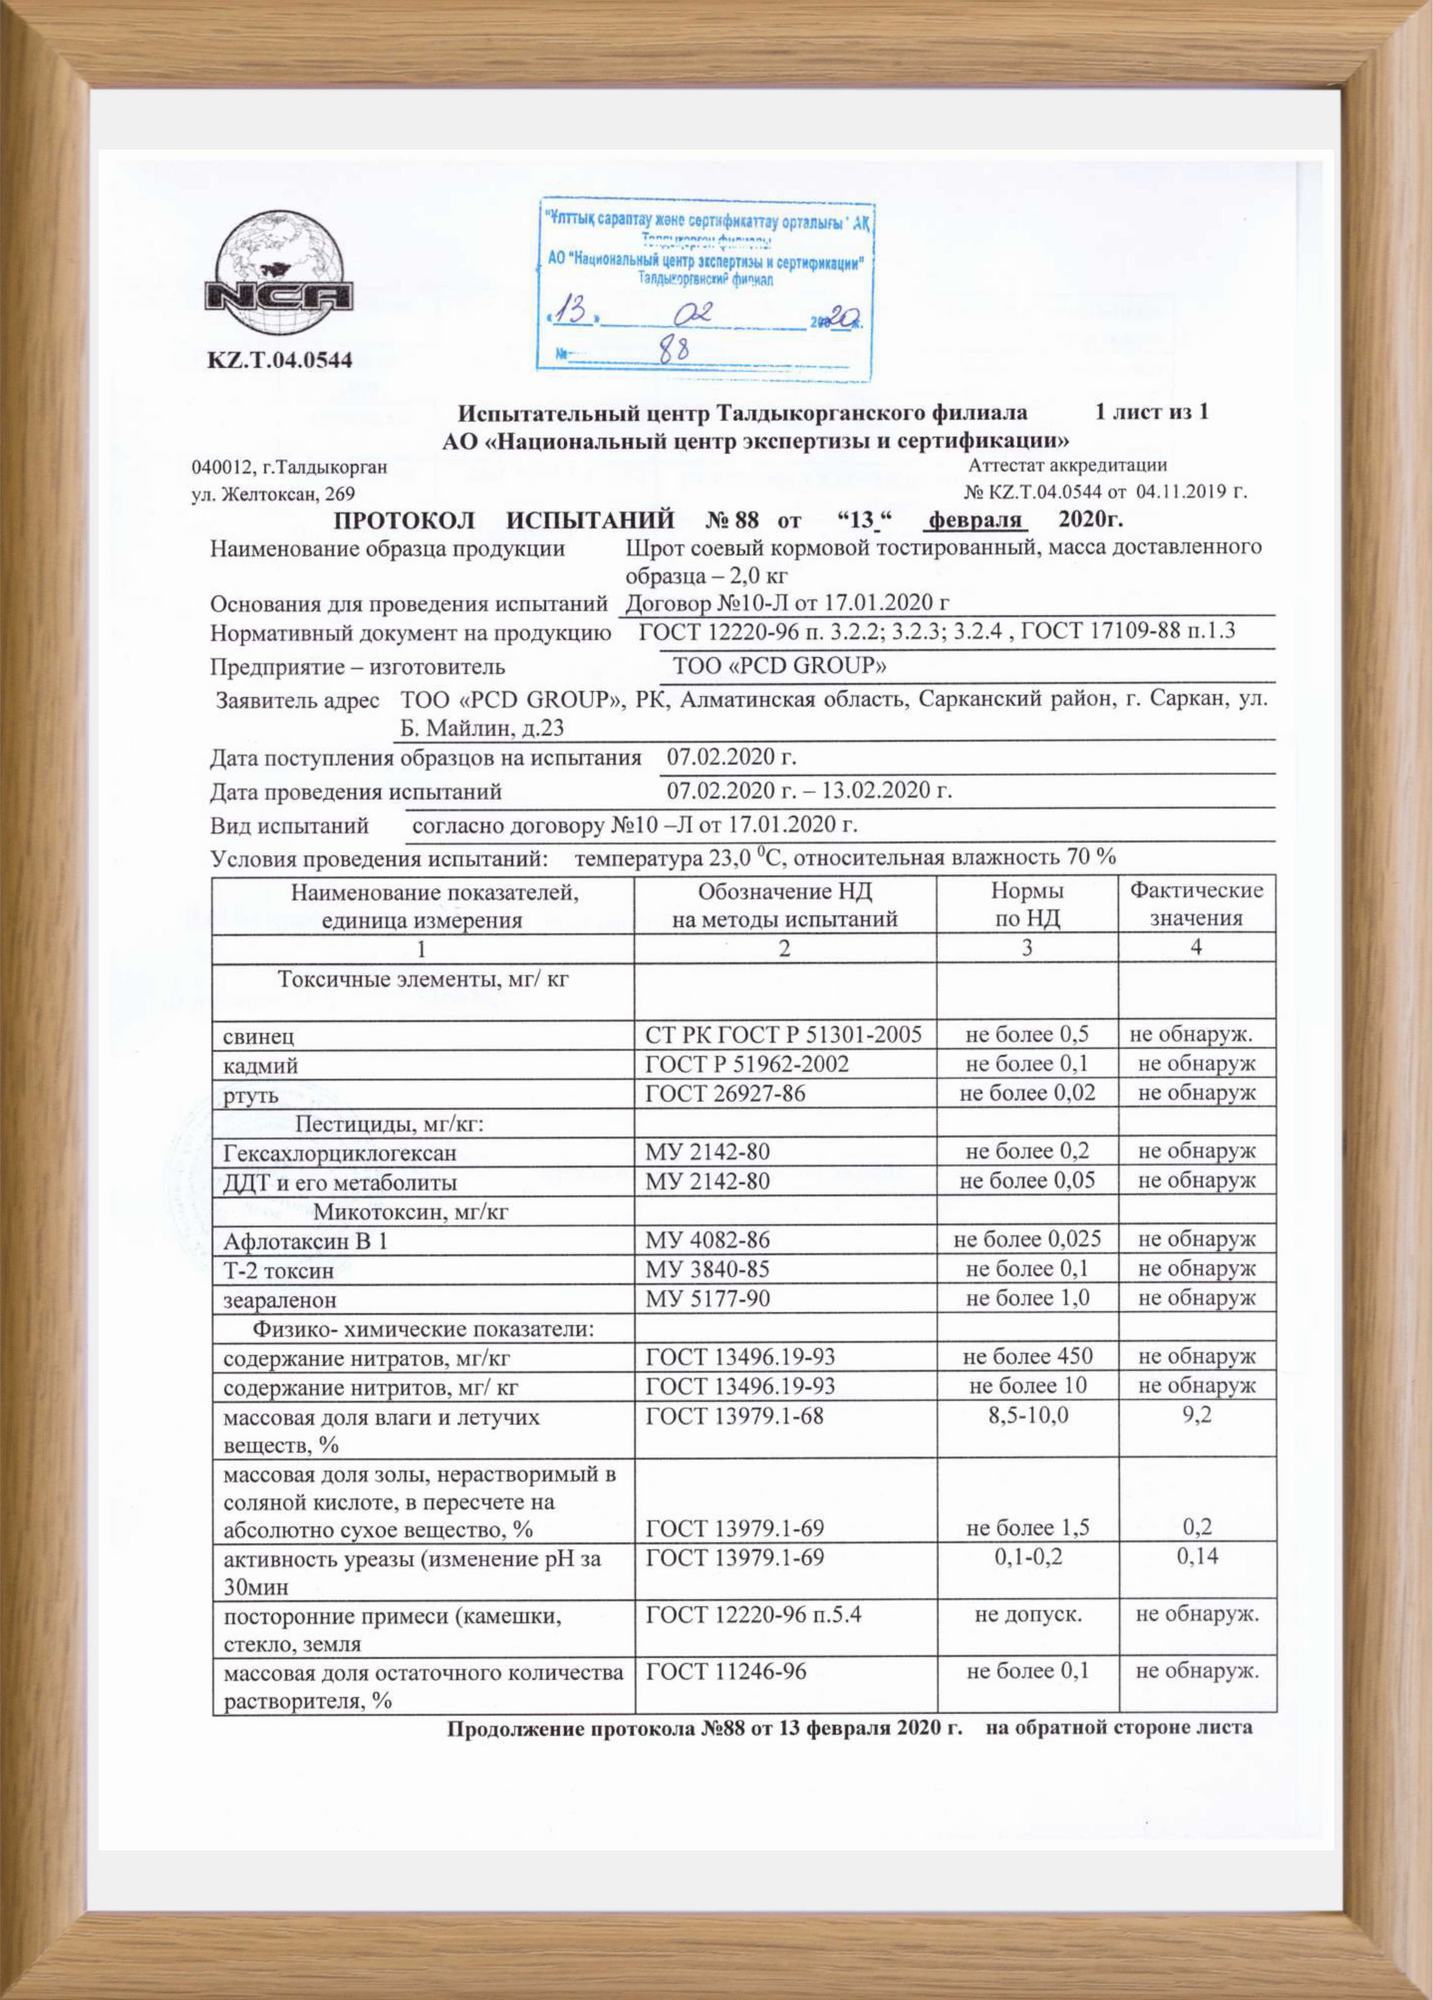 "Ұлттық сараптау және сертификаттау орталығы" АҚ
Талдықорған филиалы
АО "Национальный центр экспертизы и сертификации"
Талдыкорганский филиал
«13» 02 2020г.
№ 88
NCA
KZ.T.04.0544
Испытательный центр Талдыкорганского филиала 1 лист из 1
АО «Национальный центр экспертизы и сертификации»
040012, г.Талдыкорган Аттестат аккредитации
ул. Желтоксан, 269 № KZ.T.04.0544 от 04.11.2019 г.
ПРОТОКОЛ ИСПЫТАНИЙ № 88 от “13 “ февраля 2020г.
Наименование образца продукции Шрот соевый кормовой тостированный, масса доставленного
образца – 2,0 кг
Основания для проведения испытаний Договор №10-Л от 17.01.2020 г
Нормативный документ на продукцию ГОСТ 12220-96 п. 3.2.2; 3.2.3; 3.2.4 , ГОСТ 17109-88 п.1.3
Предприятие – изготовитель ТОО «PCD GROUP»
Заявитель адрес ТОО «PCD GROUP», РК, Алматинская область, Сарканский район, г. Саркан, ул.
Б. Майлин, д.23
Дата поступления образцов на испытания 07.02.2020 г.
Дата проведения испытаний 07.02.2020 г. – 13.02.2020 г.
Вид испытаний согласно договору №10 –Л от 17.01.2020 г.
Условия проведения испытаний: температура 23,0 ⁰С, относительная влажность 70 %
Наименование показателей, Обозначение НД Нормы Фактические
единица измерения на методы испытаний по НД значения
1 2 3 4
Токсичные элементы, мг/ кг
свинец СТ РК ГОСТ Р 51301-2005 не более 0,5 не обнаруж.
кадмий ГОСТ Р 51962-2002 не более 0,1 не обнаруж
ртуть ГОСТ 26927-86 не более 0,02 не обнаруж
Пестициды, мг/кг:
Гексахлорциклогексан МУ 2142-80 не более 0,2 не обнаруж
ДДТ и его метаболиты МУ 2142-80 не более 0,05 не обнаруж
Микотоксин, мг/кг
Афлотаксин В 1 МУ 4082-86 не более 0,025 не обнаруж
Т-2 токсин МУ 3840-85 не более 0,1 не обнаруж
зеараленон МУ 5177-90 не более 1,0 не обнаруж
Физико- химические показатели:
содержание нитратов, мг/кг ГОСТ 13496.19-93 не более 450 не обнаруж
содержание нитритов, мг/ кг ГОСТ 13496.19-93 не более 10 не обнаруж
массовая доля влаги и летучих ГОСТ 13979.1-68 8,5-10,0 9,2
веществ, %
массовая доля золы, нерастворимый в
соляной кислоте, в пересчете на
абсолютно сухое вещество, % ГОСТ 13979.1-69 не более 1,5 0,2
активность уреазы (изменение pH за ГОСТ 13979.1-69 0,1-0,2 0,14
30мин
посторонние примеси (камешки, ГОСТ 12220-96 п.5.4 не допуск. не обнаруж.
стекло, земля
массовая доля остаточного количества ГОСТ 11246-96 не более 0,1 не обнаруж.
растворителя, %
Продолжение протокола №88 от 13 февраля 2020 г. на обратной стороне листа